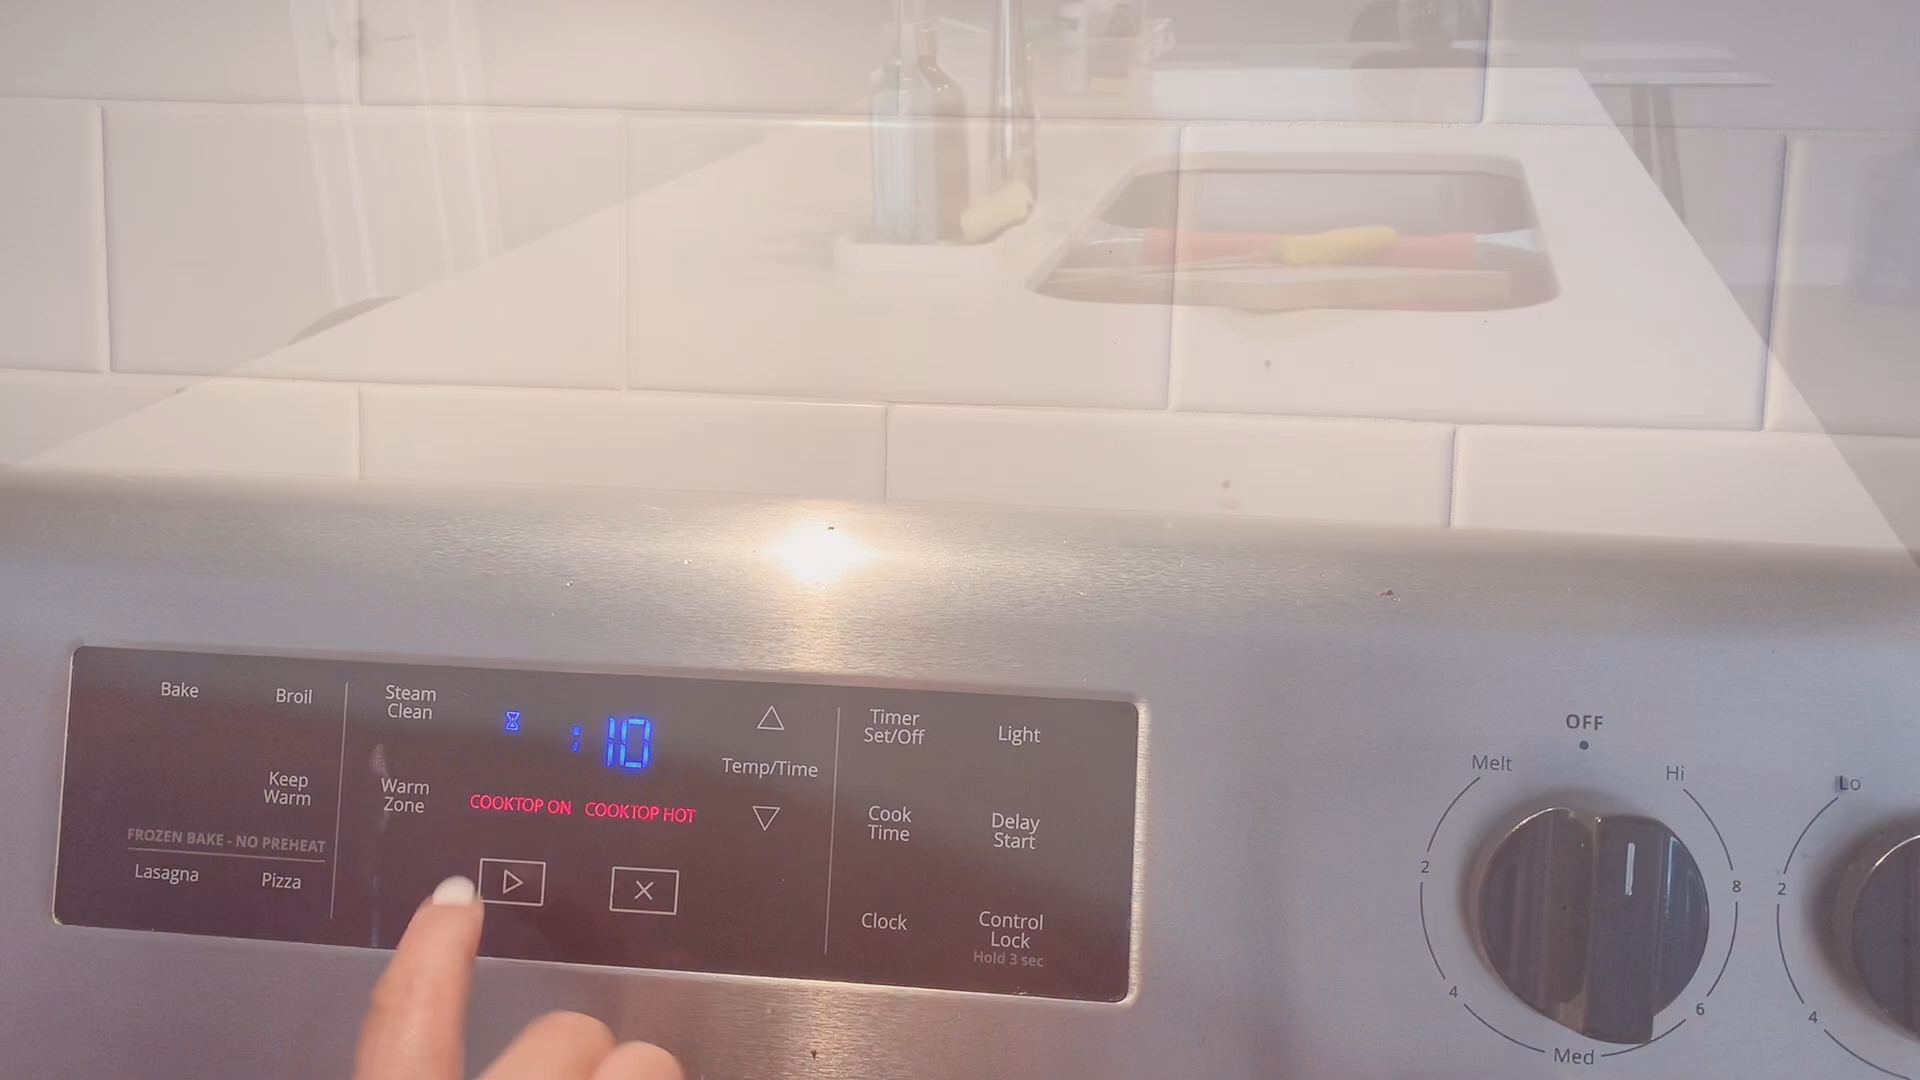 Bake
Broil
Keep
Warm
FROZEN BAKE - NO PREHEAT
Lasagna
Pizza
Steam
Clean
Warm
Zone
:10
COOKTOP ON
COOKTOP HOT
Temp/Time
Timer
Set/Off
Light
Cook
Time
Delay
Start
Clock
Control
Lock
Hold 3 sec
OFF
Melt
Hi
2
8
4
6
Med
Lo
2
4